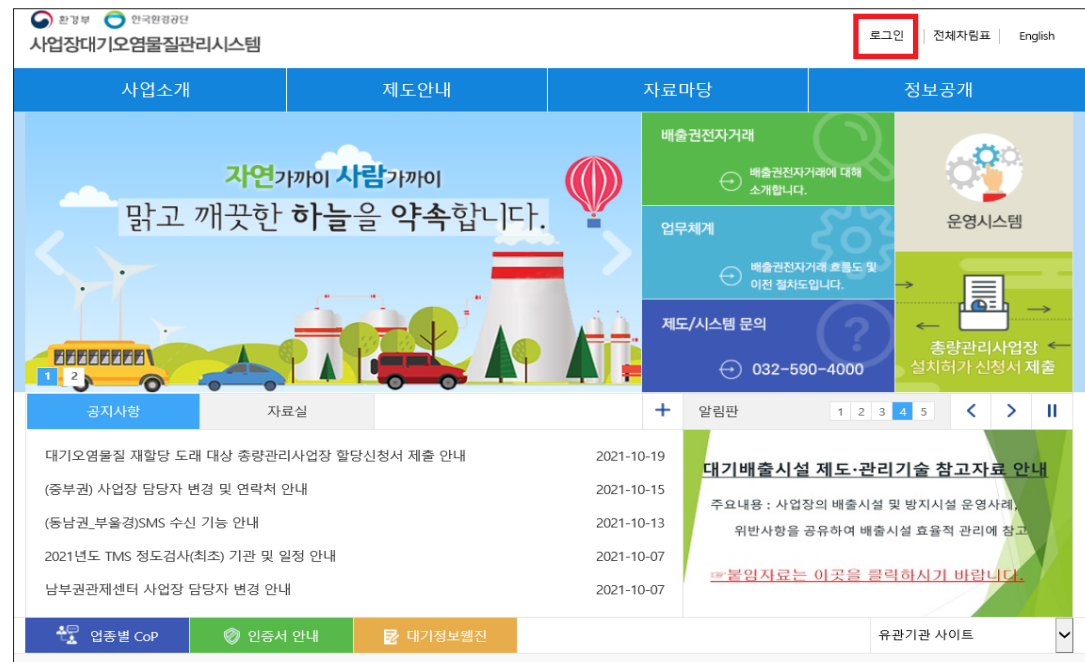 환경부 한국환경공단
사업장대기오염물질관리시스템
로그인 전체자림표 English
사업소개 제도안내 자료마당 정보공개
자연가까이 사람가까이
맑고 깨끗한 하늘을 약속합니다.
1 2
배출권전자거래
배출권전자거래에 대해
소개합니다.
업무체계
배출권전자거래 흐름도 및
이전 절차도입니다.
제도/시스템 문의
032-590-4000
운영시스템
총량관리사업장
설치허가 신청서 제출
공지사항 자료실
대기오염물질 재할당 도래 대상 총량관리사업장 할당신청서 제출 안내 2021-10-19
(중부권) 사업장 담당자 변경 및 연락처 안내 2021-10-15
(동남권_부울경)SMS 수신 기능 안내 2021-10-13
2021년도 TMS 정도검사(최초) 기관 및 일정 안내 2021-10-07
남부권관제센터 사업장 담당자 변경 안내 2021-10-07
알림판 1 2 3 4 5
대기배출시설 제도·관리기술 참고자료 안내
주요내용 : 사업장의 배출시설 및 방지시설 운영사례,
위반사항을 공유하여 배출시설 효율적 관리에 참고
☞붙임자료는 이곳을 클릭하시기 바랍니다.
업종별 CoP 인증서 안내 대기정보웹진
유관기관 사이트